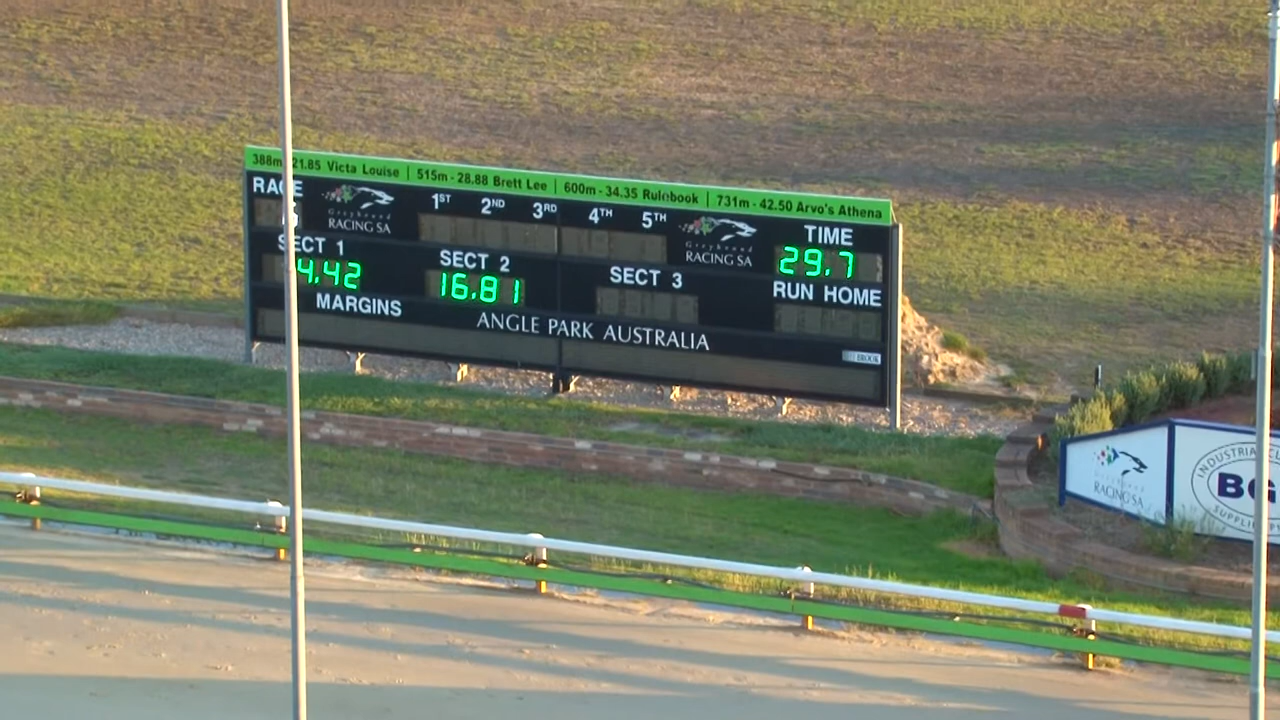 388m 21.85 Victa Louise | 515m - 28.88 Brett Lee | 600m - 34.35 Rulebook | 731m - 42.50 Arvo's Athena
RACE
Greyhound
RACING SA
1ST 2ND 3RD 4TH 5TH
Greyhound
RACING SA
TIME
29.7
SECT 1
4.42
SECT 2
16.81
SECT 3
RUN HOME
MARGINS
ANGLE PARK AUSTRALIA
Greyhound
RACING SA
INDUSTRIAL
BG